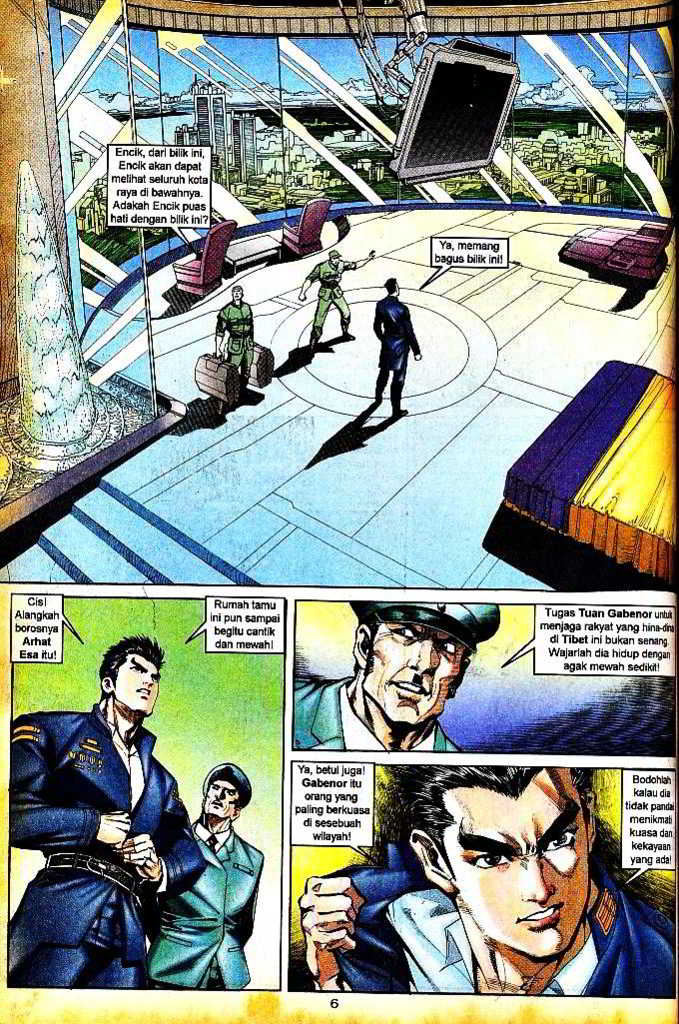 Encik, dari bilik ini,
Encik akan dapat
melihat seluruh kota
raya di bawahnya.
Adakah Encik puas
hati dengan bilik ini?
Ya, memang
bagus bilik ini!
Cis!
Alangkah
borosnya
Arhat
Esa itu!
Rumah tamu
ini pun sampai
begitu cantik
dan mewah!
Tugas Tuan Gabenor untuk
menjaga rakyat yang hina-dina
di Tibet ini bukan senang.
Wajarlah dia hidup dengan
agak mewah sedikit!
Ya, betul juga!
Gabenor itu
orang yang
paling berkuasa
di sesebuah
wilayah!
Bodohlah
kalau dia
tidak pandai
menikmati
kuasa dan
kekayaan
yang ada!
6